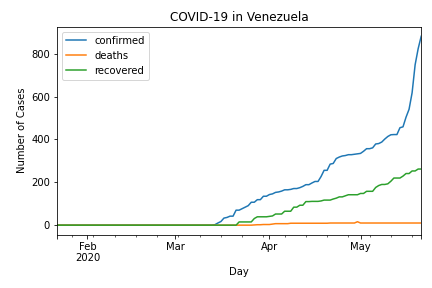 COVID-19 in Venezuela
confirmed
deaths
recovered
Number of Cases
800
600
400
200
0
Feb
2020
Mar
Apr
May
Day